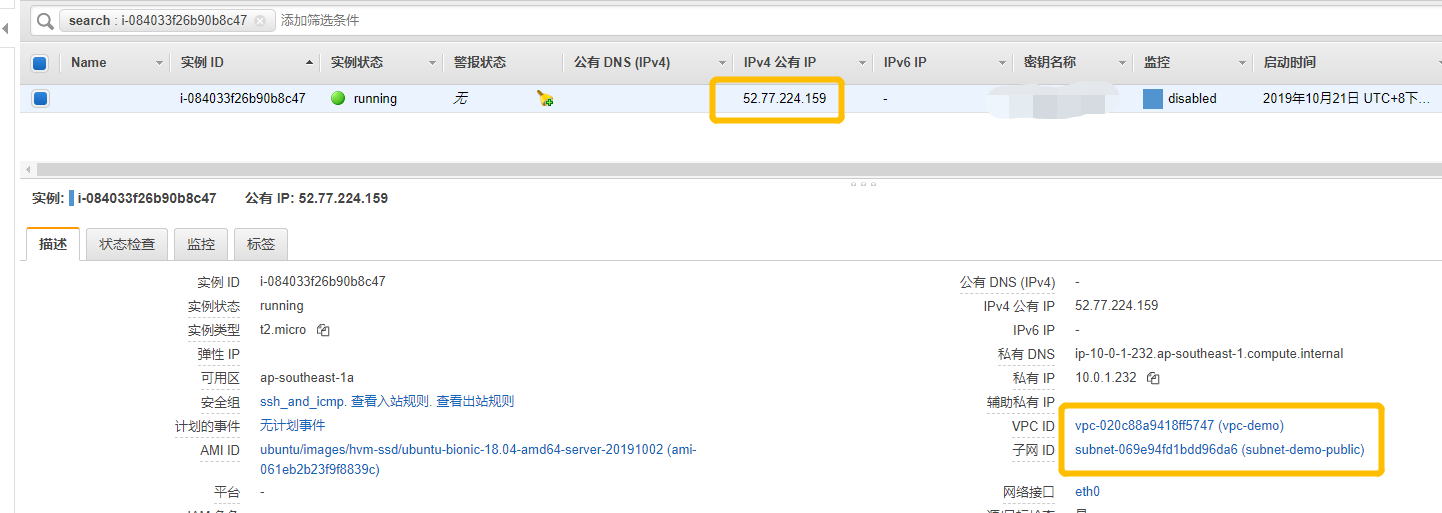 search : i-084033f26b90b8c47 添加筛选条件
Name 实例 ID 实例状态 警报状态 公有 DNS (IPv4) IPv4 公有 IP IPv6 IP 密钥名称 监控 启动时间
i-084033f26b90b8c47 running 无 52.77.224.159 - disabled 2019年10月21日 UTC+8下…
实例: i-084033f26b90b8c47 公有 IP: 52.77.224.159
描述 状态检查 监控 标签
实例 ID i-084033f26b90b8c47 公有 DNS (IPv4) -
实例状态 running IPv4 公有 IP 52.77.224.159
实例类型 t2.micro IPv6 IP -
弹性 IP 私有 DNS ip-10-0-1-232.ap-southeast-1.compute.internal
可用区 ap-southeast-1a 私有 IP 10.0.1.232
安全组 ssh_and_icmp. 查看入站规则. 查看出站规则 辅助私有 IP
计划的事件 无计划事件 VPC ID vpc-020c88a9418ff5747 (vpc-demo)
AMI ID ubuntu/images/hvm-ssd/ubuntu-bionic-18.04-amd64-server-20191002 (ami-061eb2b23f9f8839c) 子网 ID subnet-069e94fd1bdd96da6 (subnet-demo-public)
平台 - 网络接口 eth0